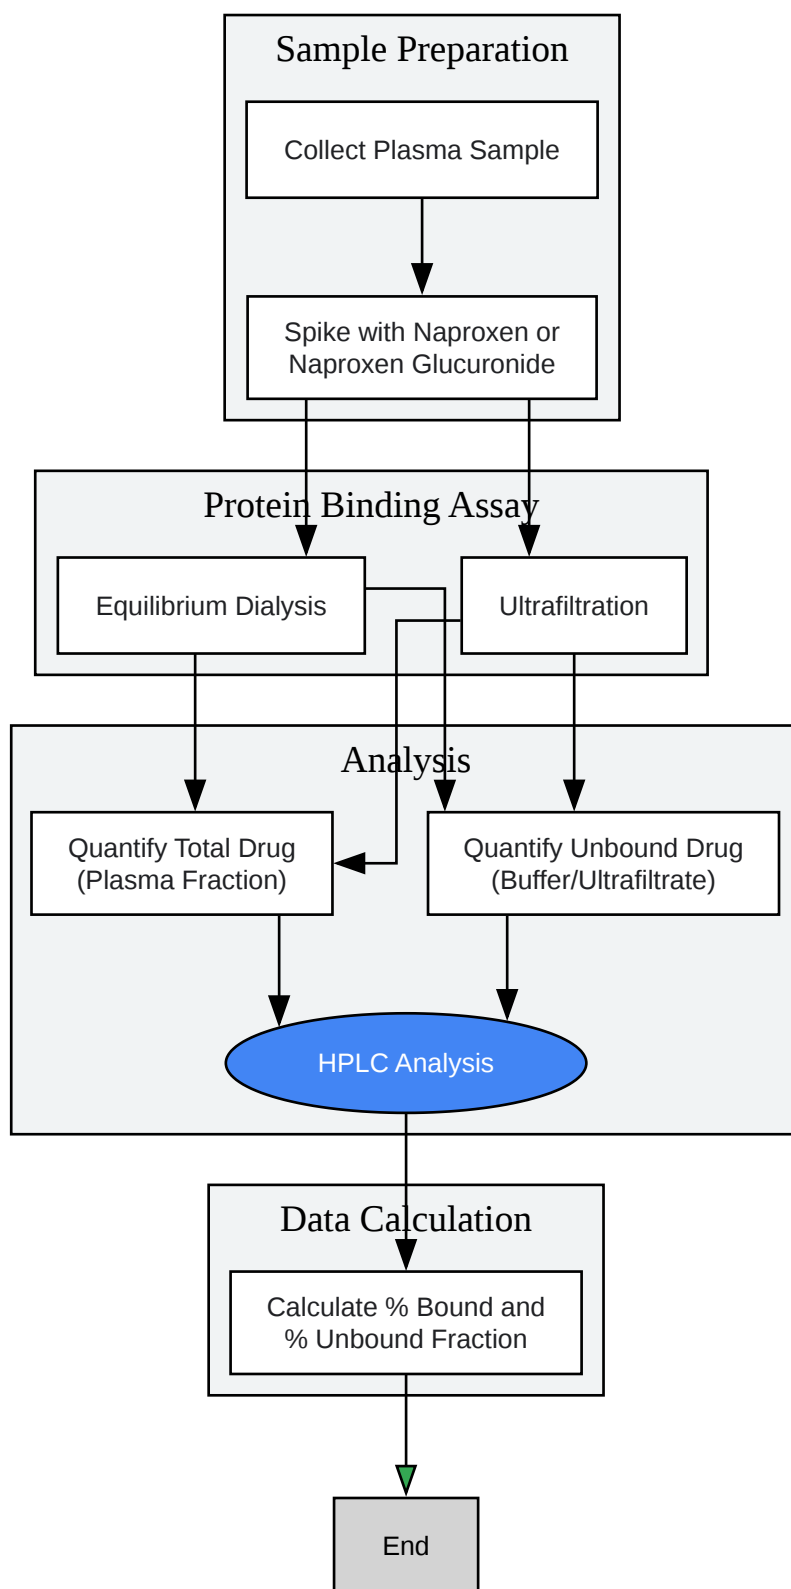 Sample Preparation
Collect Plasma Sample
Spike with Naproxen or
Naproxen Glucuronide
Protein Binding Assay
Equilibrium Dialysis
Ultrafiltration
Analysis
Quantify Total Drug
(Plasma Fraction)
Quantify Unbound Drug
(Buffer/Ultrafiltrate)
HPLC Analysis
Data Calculation
Calculate % Bound and
% Unbound Fraction
End